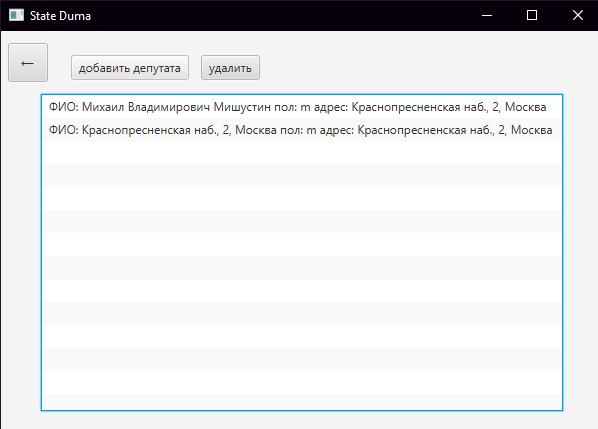 State Duma
←
добавить депутата удалить
ФИО: Михаил Владимирович Мишустин пол: m адрес: Краснопресненская наб., 2, Москва
ФИО: Краснопресненская наб., 2, Москва пол: m адрес: Краснопресненская наб., 2, Москва